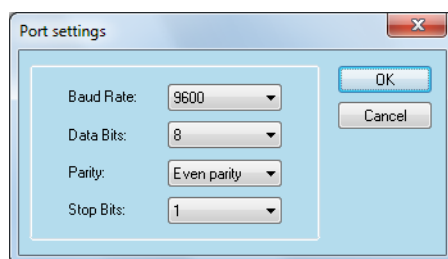 Port settings
OK
Baud Rate: 9600
Cancel
Data Bits: 8
Parity: Even parity
Stop Bits: 1